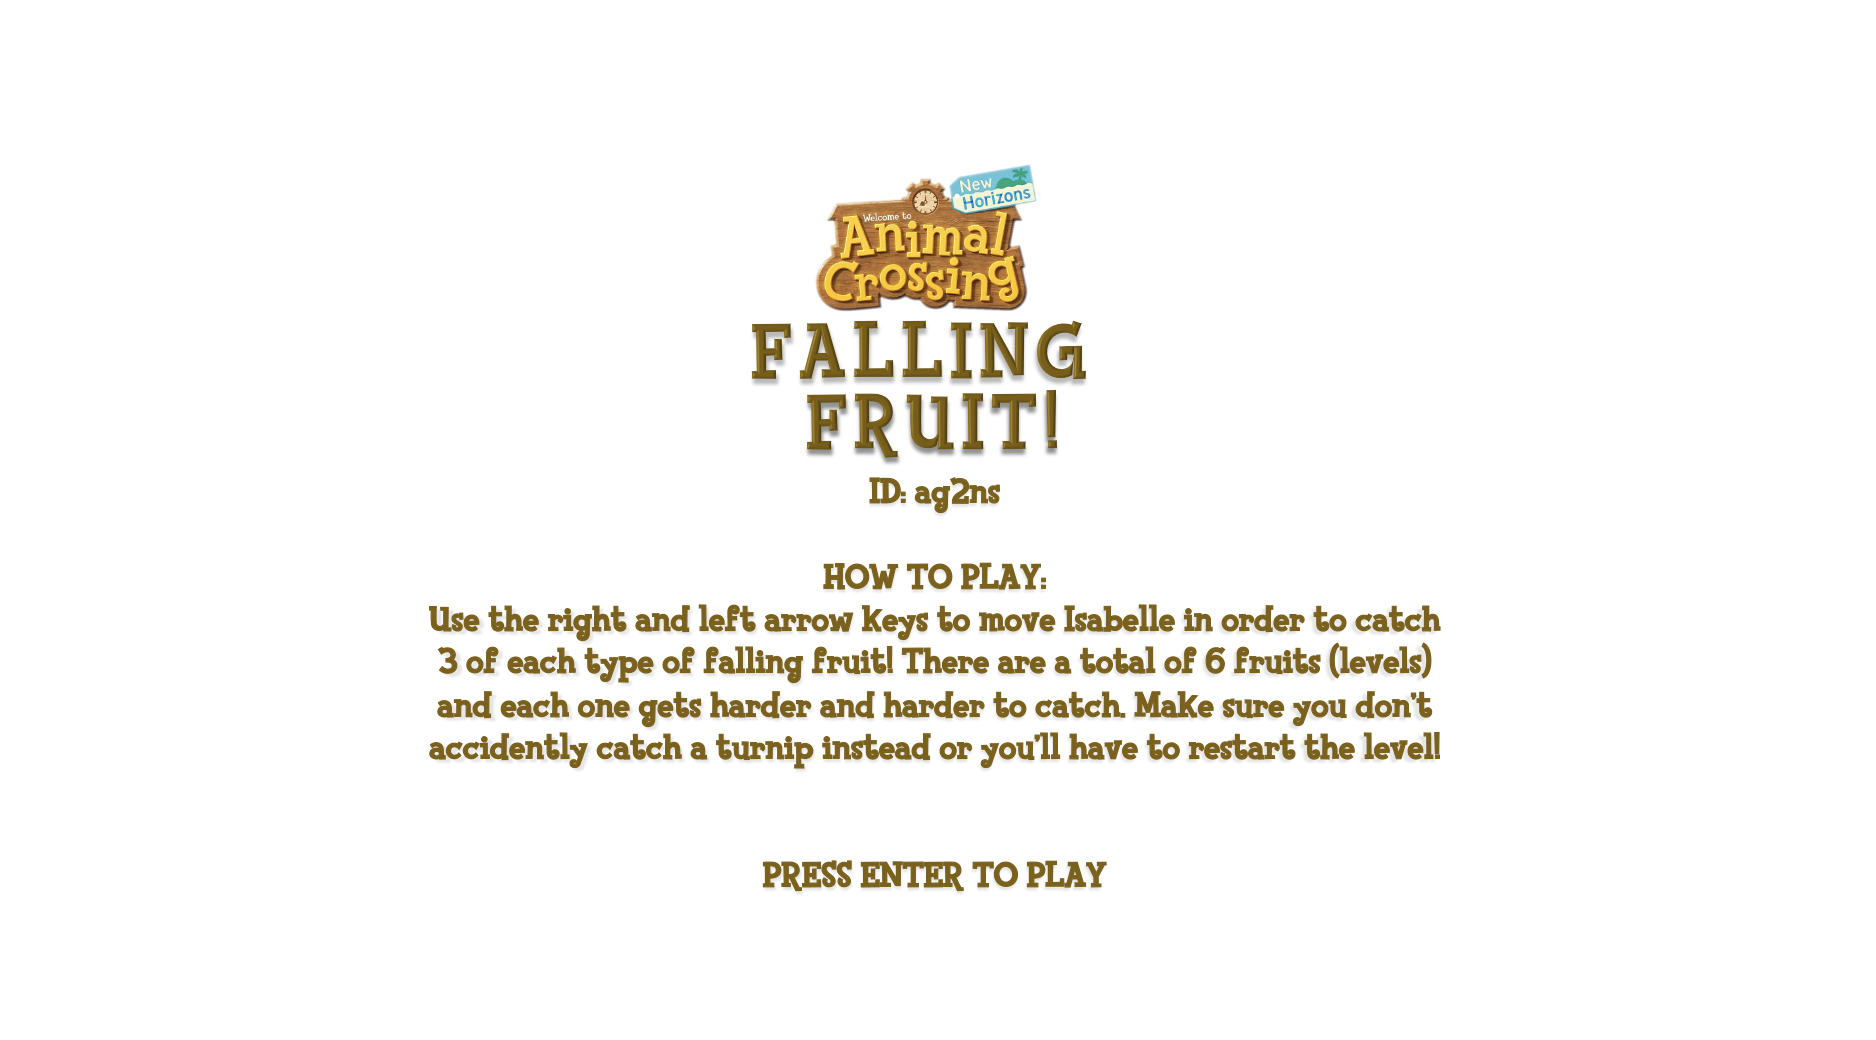 New
Horizons
Welcome to
Animal
Crossing
FALLING
FRUIT!
ID: ag2ns
HOW TO PLAY:
Use the right and left arrow keys to move Isabelle in order to catch
3 of each type of falling fruit! There are a total of 6 fruits (levels)
and each one gets harder and harder to catch. Make sure you don't
accidently catch a turnip instead or you'll have to restart the level!
PRESS ENTER TO PLAY